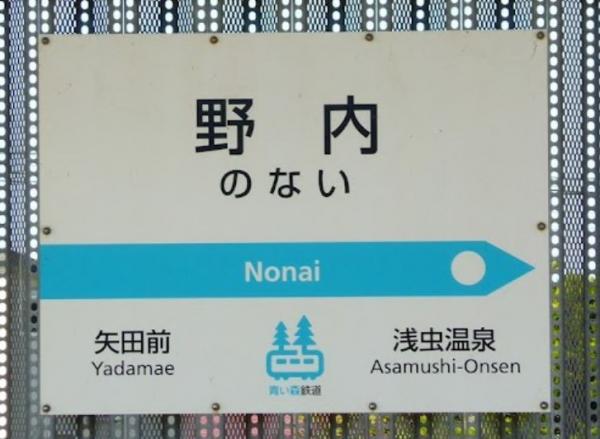 野内
のない
Nonai
矢田前
Yadamae
青い森鉄道
浅虫温泉
Asamushi-Onsen